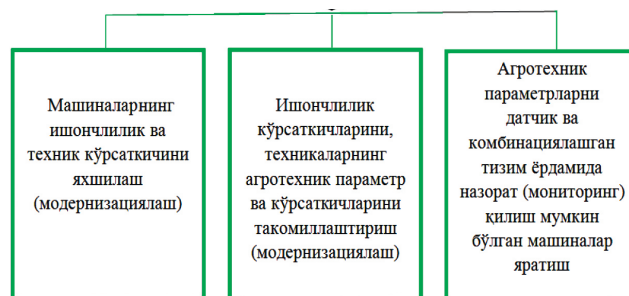 Машиналарнинг
ишончлилик ва
техник кўрсаткичини
яхшилаш
(модернизациялаш)
Ишончлилик
кўрсаткичларини,
техникаларнинг
агротехник параметр
ва кўрсаткичларини
такомиллаштириш
(модернизациялаш)
Агротехник
параметрларни
датчик ва
комбинациялашган
тизим ёрдамида
назорат (мониторинг)
қилиш мумкин
бўлган машиналар
яратиш